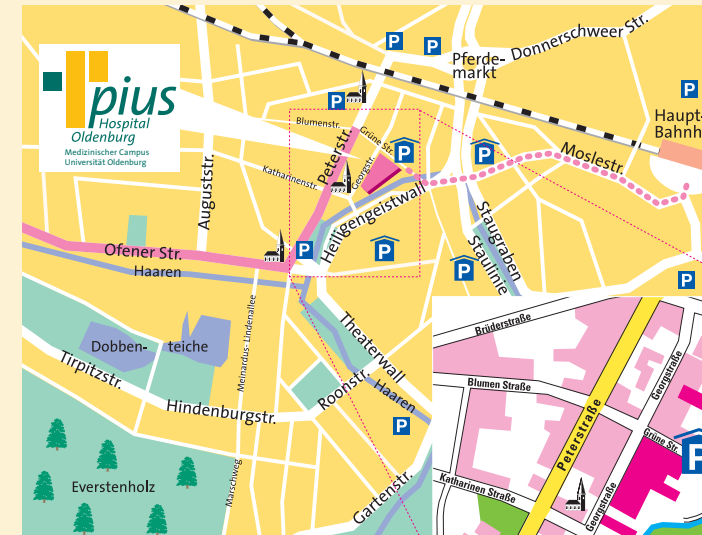 pius
Hospital
Oldenburg
Medizinischer Campus
Universität Oldenburg
P
P
Pferde-
markt
Donnerschweer Str.
P
P
Haupt-
Bahnh
Blumenstr.
Peterstr.
Grüne Str.
P
P
Georgstr.
Katharinenstr.
Moslestr.
Auguststr.
Heiligengeistwall
Staugraben
Staulinie
Ofener Str.
Haaren
P
P
P
P
Meinardus- Lindenallee
Dobben- teiche
Theaterwall
Tirpitzstr.
Hindenburgstr.
Roonstr.
Haaren
P
Marschweg
Everstenholz
Gartenstr.
Brüderstraße
Blumen Straße
Peterstraße
Georgstraße
Grüne Str.
P
Katharinen Straße
Georgstraße